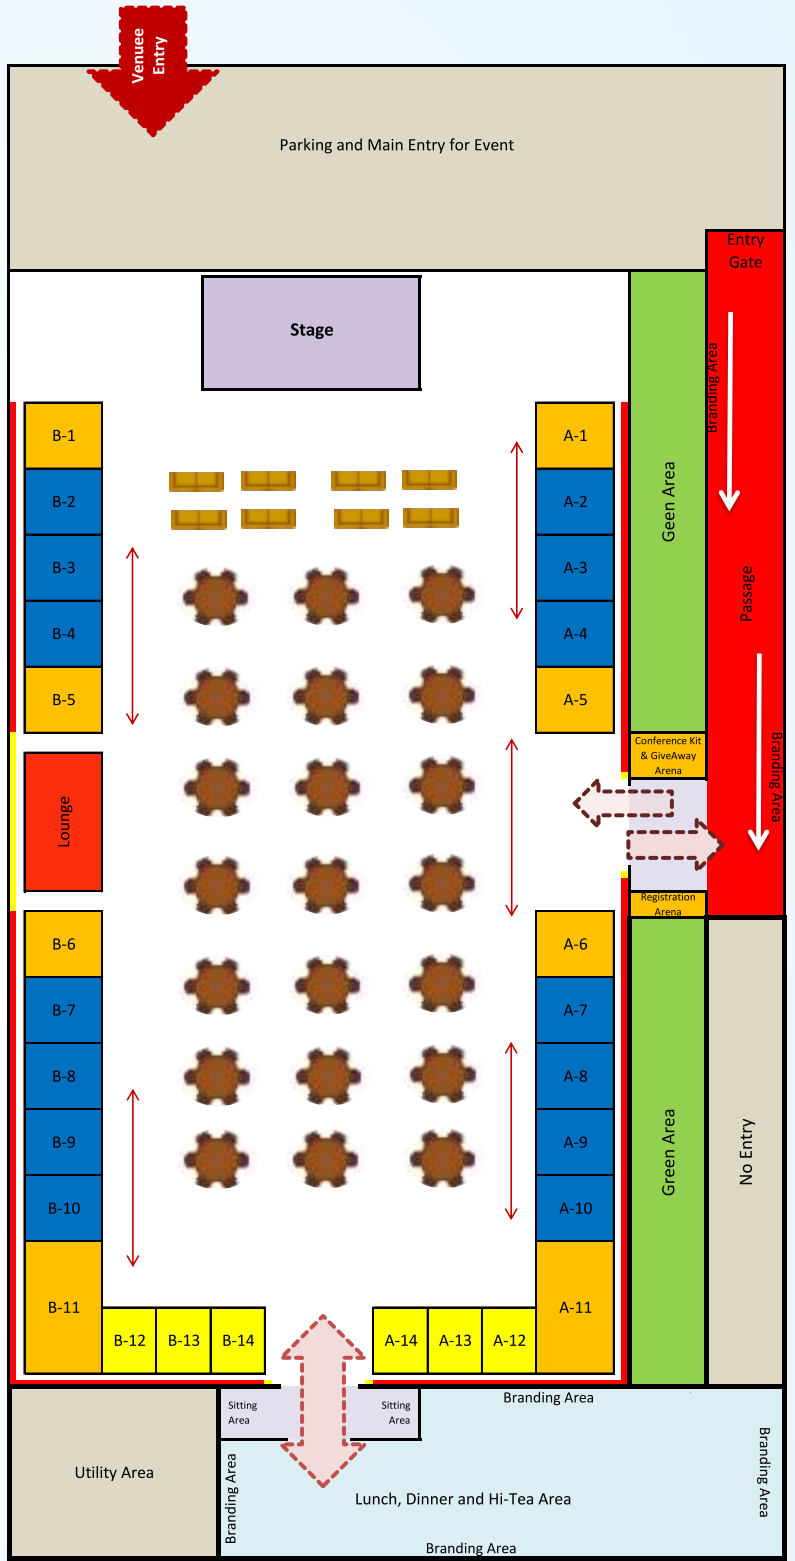 Venuee
Entry
Parking and Main Entry for Event
Entry
Gate
Stage
Branding Area
B-1
A-1
B-2
A-2
Geen Area
B-3
A-3
Passage
B-4
A-4
B-5
A-5
Conference Kit
& GiveAway
Arena
Branding Area
Lounge
Registration
Arena
B-6
A-6
B-7
A-7
B-8
A-8
B-9
A-9
Green Area
No Entry
B-10
A-10
B-11
A-11
B-12
B-13
B-14
A-14
A-13
A-12
Sitting
Area
Sitting
Area
Branding Area
Utility Area
Branding Area
Branding Area
Lunch, Dinner and Hi-Tea Area
Branding Area